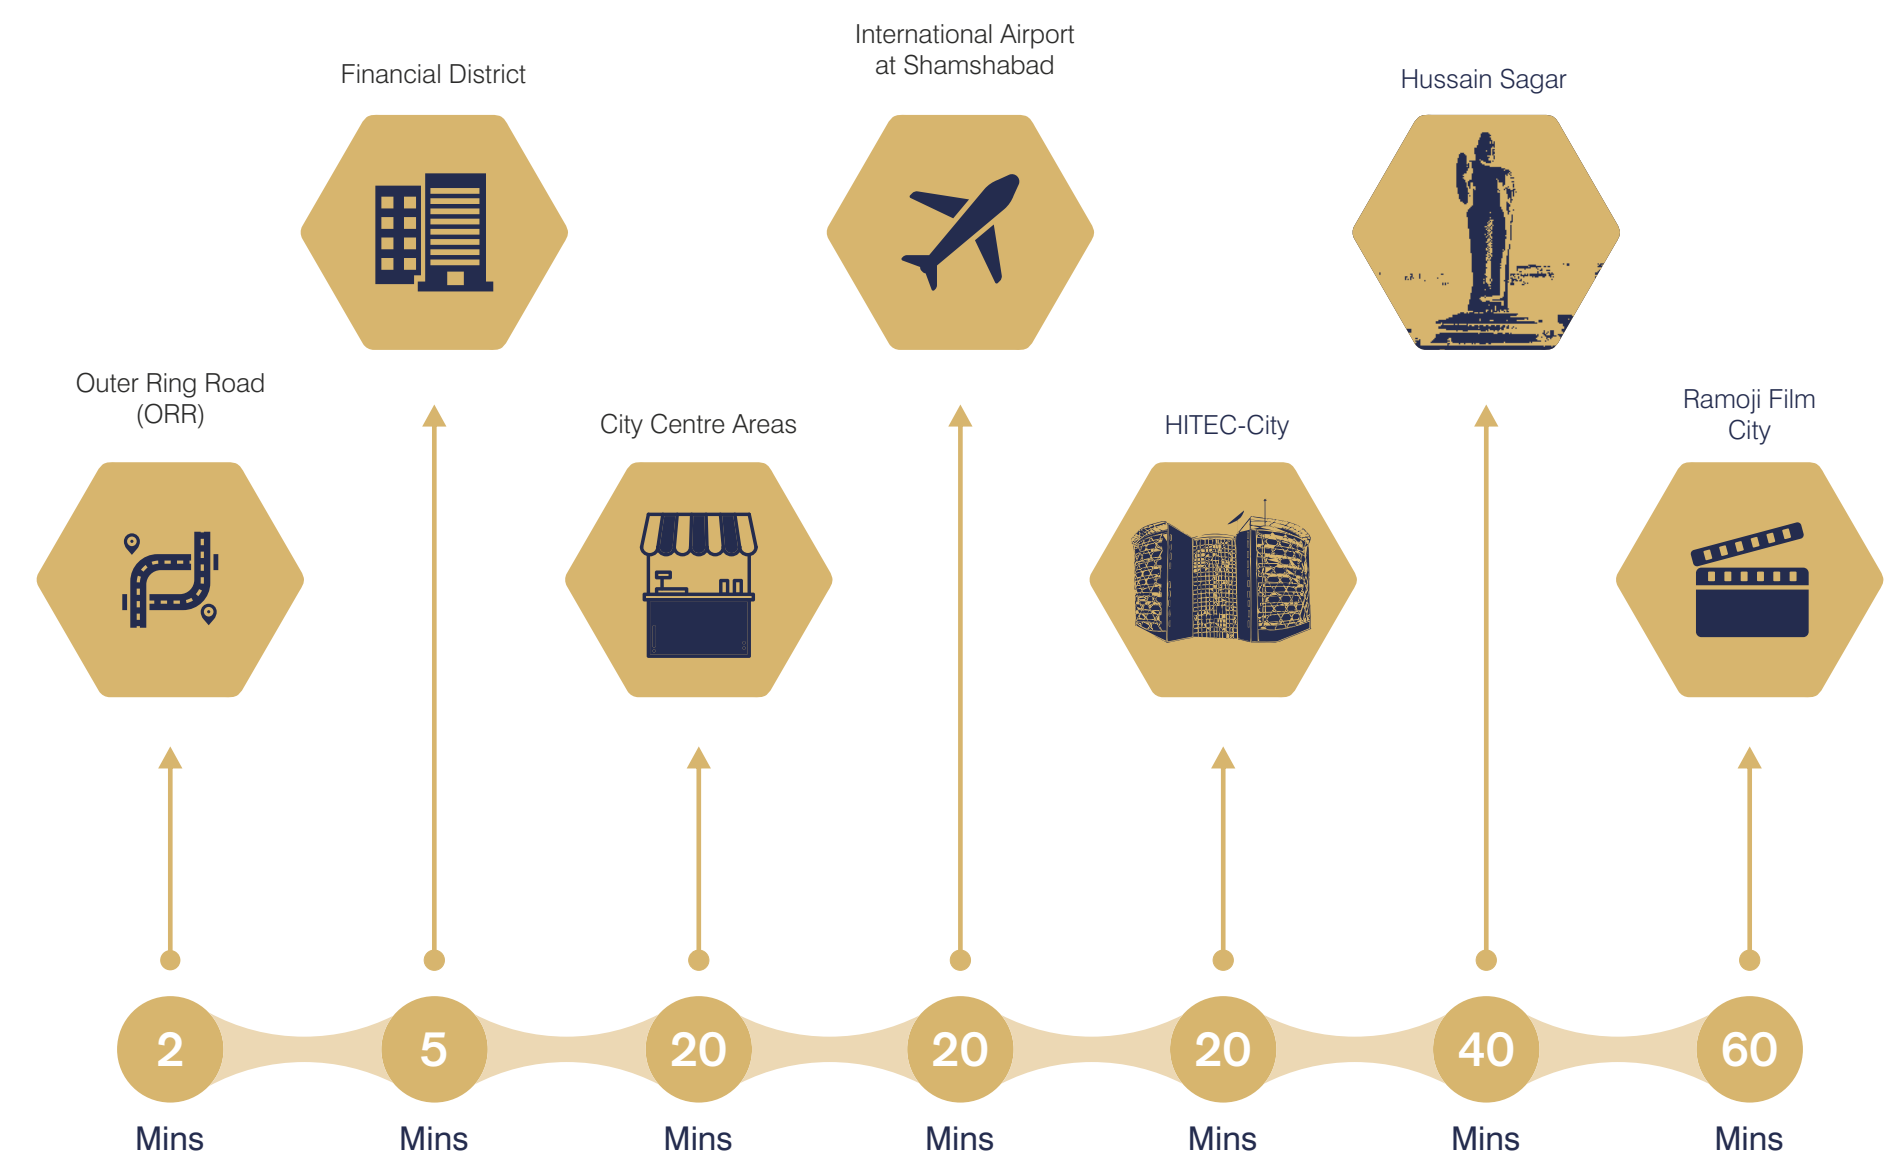 Outer Ring Road
(ORR)
2
Mins
Financial District
5
Mins
City Centre Areas
20
Mins
International Airport
at Shamshabad
20
Mins
HITEC-City
20
Mins
Hussain Sagar
40
Mins
Ramoji Film
City
60
Mins